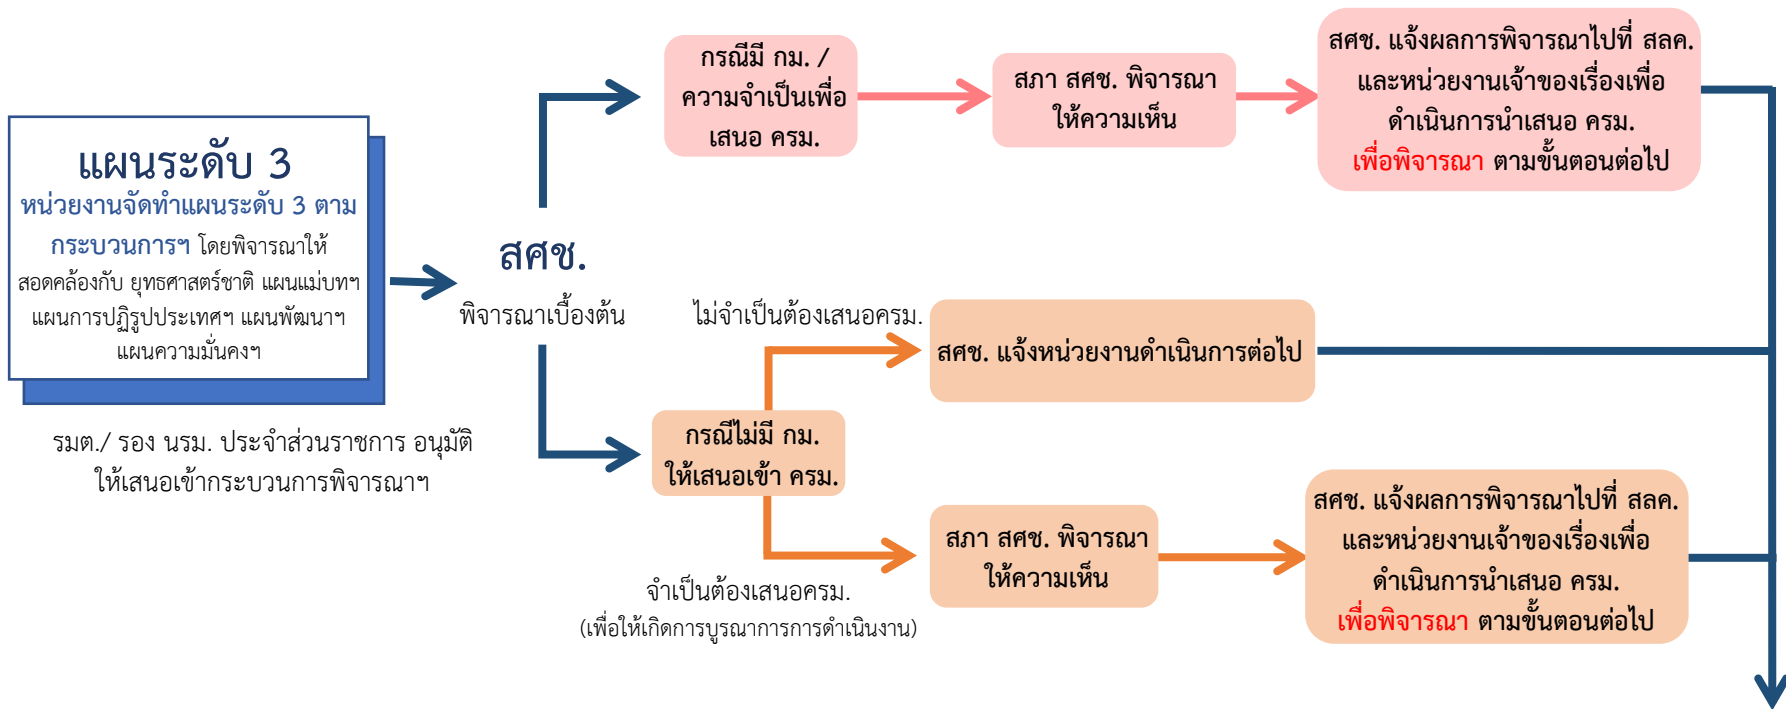 แผนระดับ 3
หน่วยงานจัดทำแผนระดับ 3 ตาม
กระบวนการฯ โดยพิจารณาให้
สอดคล้องกับ ยุทธศาสตร์ชาติ แผนแม่บทฯ
แผนการปฏิรูปประเทศฯ แผนพัฒนาฯ
แผนความมั่นคงฯ
รมต./ รอง นรม. ประจำส่วนราชการ อนุมัติ
ให้เสนอเข้ากระบวนการพิจารณาฯ
สศช.
พิจารณาเบื้องต้น
กรณีมี กม. /
ความจำเป็นเพื่อ
เสนอ ครม.
สภา สศช. พิจารณา
ให้ความเห็น
สศช. แจ้งผลการพิจารณาไปที่ สลค.
และหน่วยงานเจ้าของเรื่องเพื่อ
ดำเนินการนำเสนอ ครม.
เพื่อพิจารณา ตามขั้นตอนต่อไป
กรณีไม่มี กม.
ให้เสนอเข้า ครม.
ไม่จำเป็นต้องเสนอครม.
สศช. แจ้งหน่วยงานดำเนินการต่อไป
จำเป็นต้องเสนอครม.
(เพื่อให้เกิดการบูรณาการการดำเนินงาน)
สภา สศช. พิจารณา
ให้ความเห็น
สศช. แจ้งผลการพิจารณาไปที่ สลค.
และหน่วยงานเจ้าของเรื่องเพื่อ
ดำเนินการนำเสนอ ครม.
เพื่อพิจารณา ตามขั้นตอนต่อไป